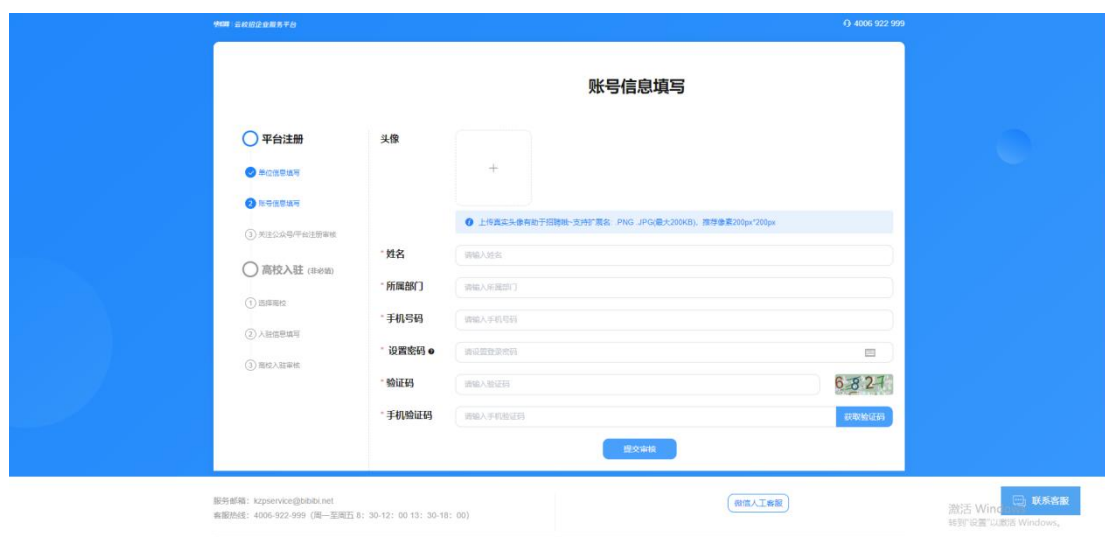 云校招企业服务平台
4006 922 999
账号信息填写
平台注册
单位信息填写
2 账号信息填写
3 关注公众号/平台注册审核
高校入驻 (非必填)
1 选择高校
2 入驻信息填写
3 高校入驻审核
头像
+
上传真实头像有助于招聘哦~支持扩展名: .PNG .JPG(最大200KB)，推荐像素200px*200px
* 姓名
请输入姓名
* 所属部门
请输入所属部门
* 手机号码
请输入手机号码
* 设置密码
请设置登录密码
* 验证码
请输入验证码
6827
* 手机验证码
请输入手机验证码
获取验证码
提交审核
服务邮箱: kzpservice@bibibi.net
客服热线: 4006-922-999 (周一至周五 8: 30-12: 00 13: 30-18: 00)
微信人工客服
联系客服
激活 Windows
转到"设置"以激活 Windows。